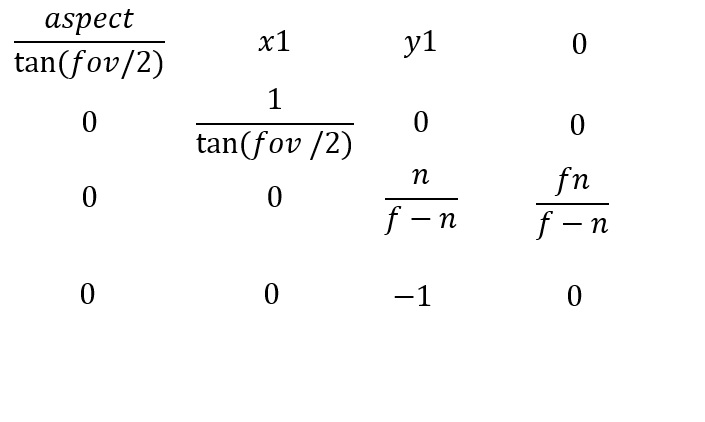 aspect/tan(fov/2) x1 y1 0
0 1/tan(fov /2) 0 0
0 0 n/f − n fn/f − n
0 0 −1 0